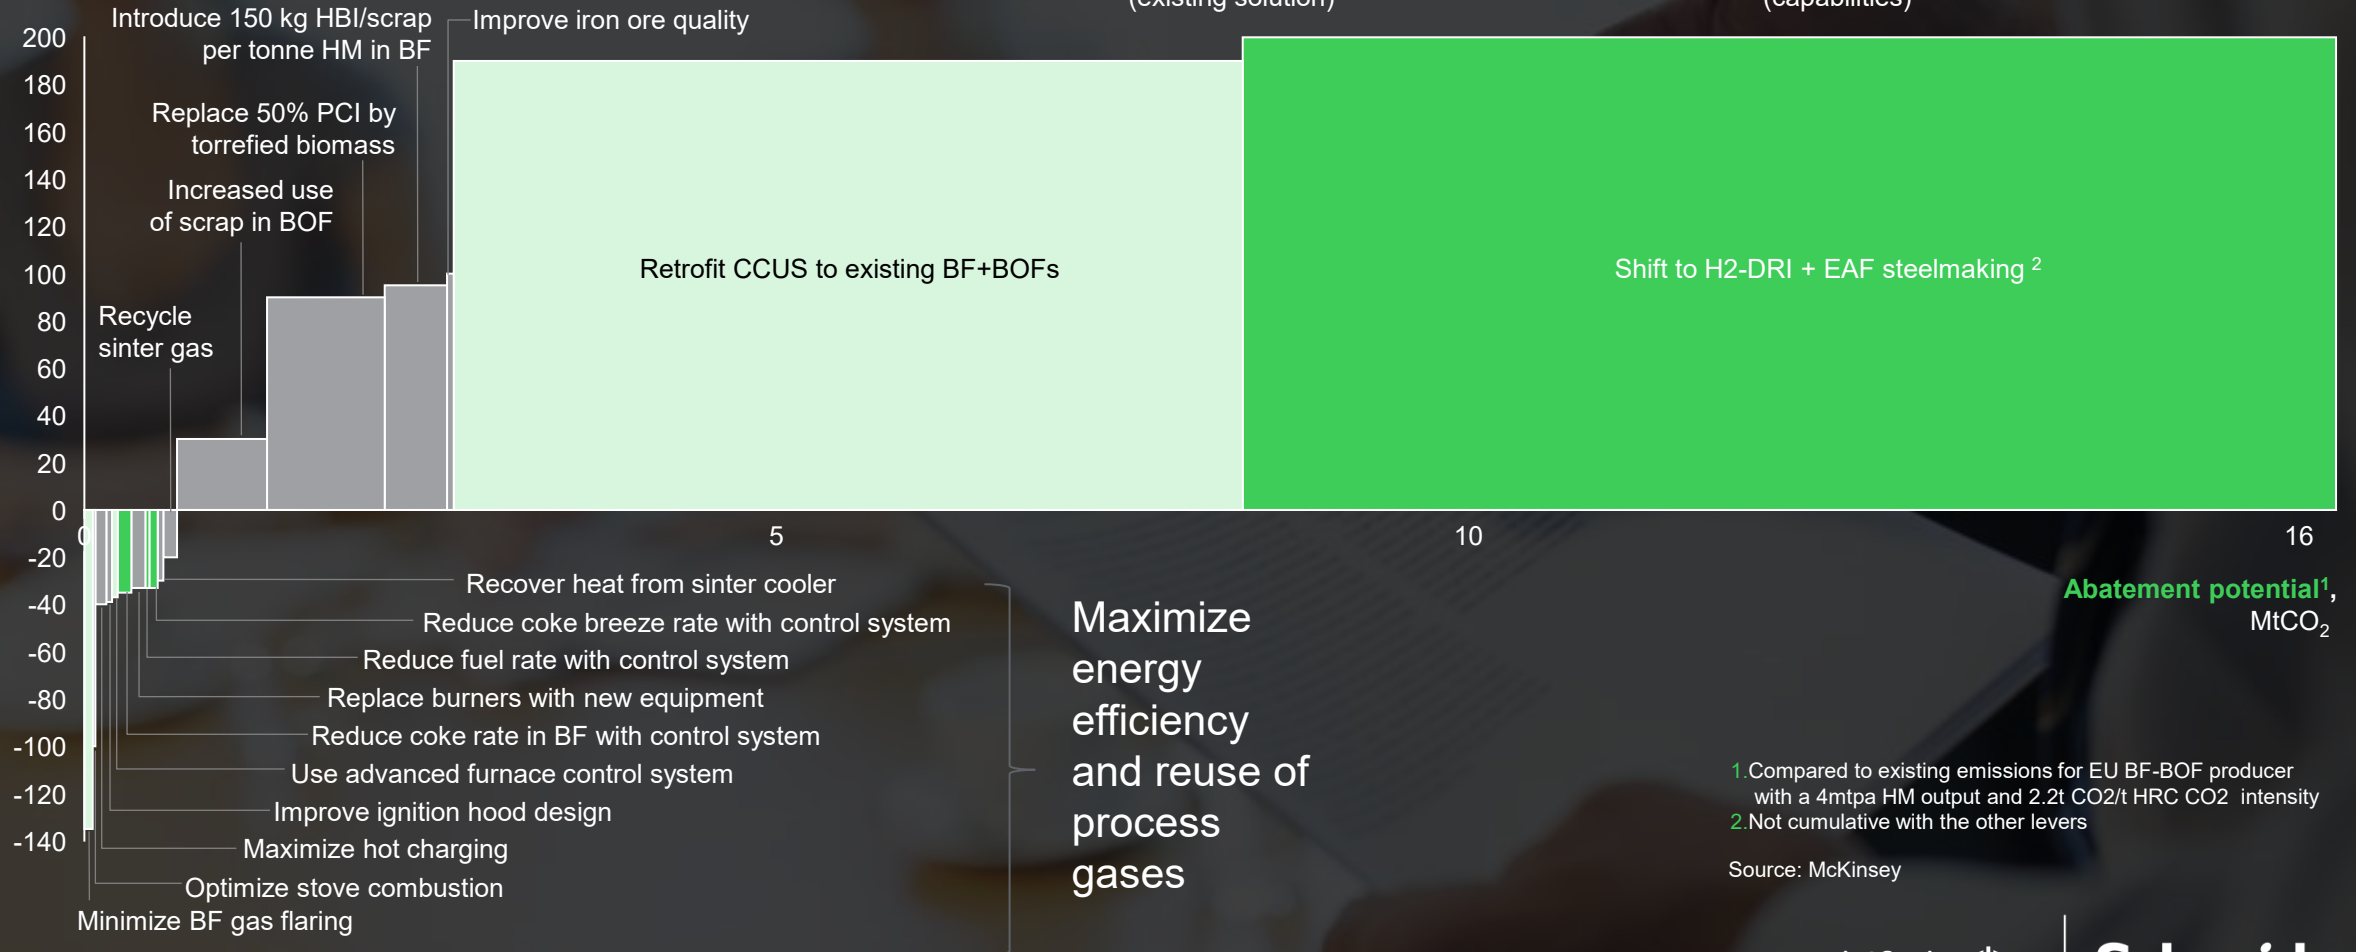 (existing solution)
(capabilities)
Introduce 150 kg HBI/scrap
per tonne HM in BF
Improve iron ore quality
Replace 50% PCI by
torrefied biomass
Increased use
of scrap in BOF
Recycle
sinter gas
200
180
160
140
120
100
80
60
40
20
0
-20
-40
-60
-80
-100
-120
-140
Retrofit CCUS to existing BF+BOFs
Shift to H2-DRI + EAF steelmaking 2
0
5
10
16
Abatement potential1,
MtCO2
Recover heat from sinter cooler
Reduce coke breeze rate with control system
Reduce fuel rate with control system
Replace burners with new equipment
Reduce coke rate in BF with control system
Use advanced furnace control system
Improve ignition hood design
Maximize hot charging
Optimize stove combustion
Minimize BF gas flaring
Maximize
energy
efficiency
and reuse of
process
gases
1.Compared to existing emissions for EU BF-BOF producer
with a 4mtpa HM output and 2.2t CO2/t HRC CO2 intensity
2.Not cumulative with the other levers
Source: McKinsey